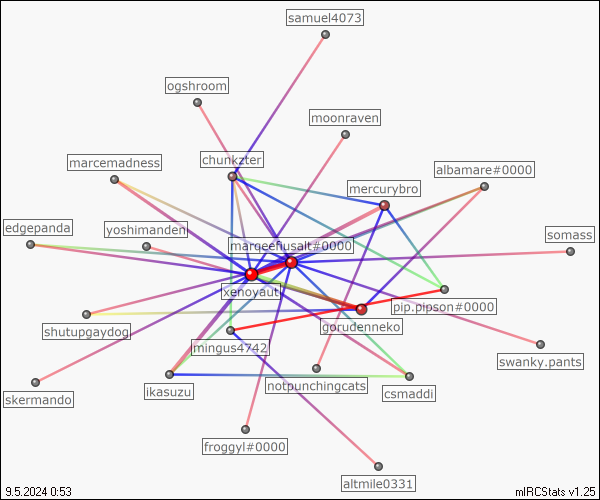 samuel4073
ogshroom
moonraven
chunkzter
marcemadness
albamare#0000
mercurybro
edgepanda
yoshimanden
marqeefiusalt#0000
somass
xenoyaut
pip.pipson#0000
shutupgaydog
gorudenneko
mingus4742
swanky.pants
notpunchingcats
skermando
ikasuzu
csmaddi
froggyl#0000
altmile0331
9.5.2024 0:53
mIRCStats v1.25